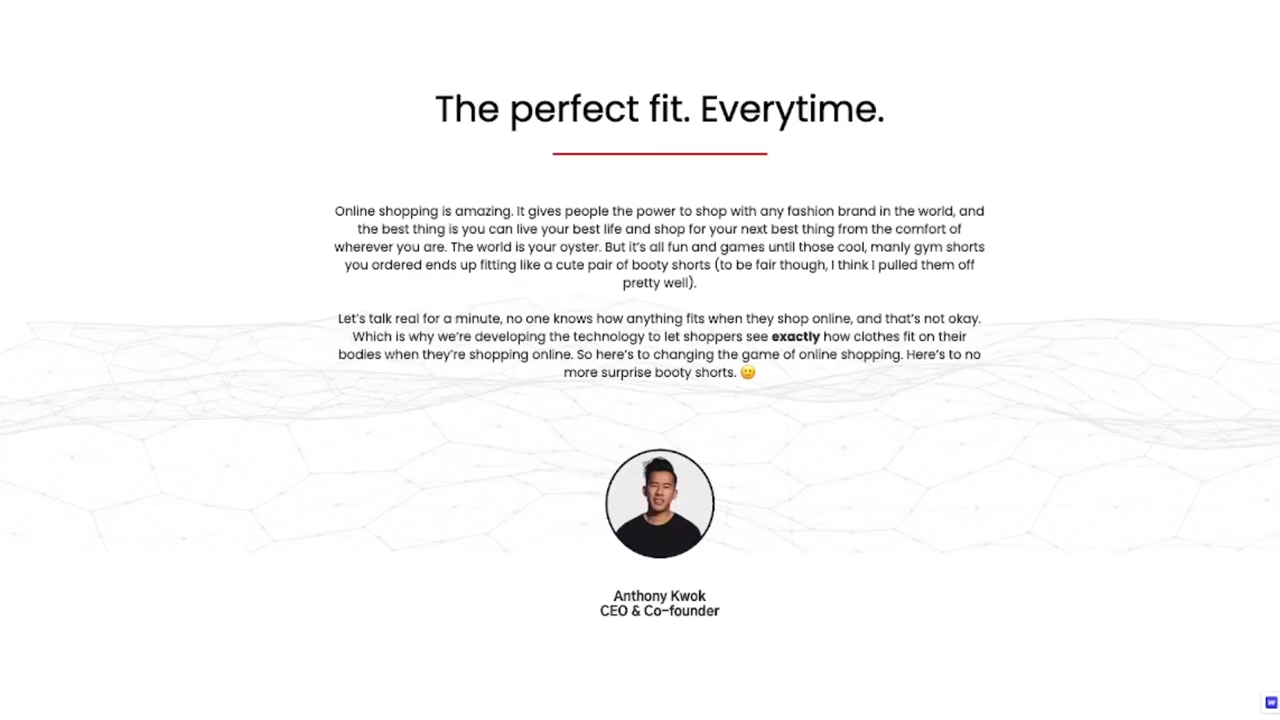 The perfect fit. Everytime.
Online shopping is amazing. It gives people the power to shop with any fashion brand in the world, and
the best thing is you can live your best life and shop for your next best thing from the comfort of
wherever you are. The world is your oyster. But it's all fun and games until those cool, manly gym shorts
you ordered ends up fitting like a cute pair of booty shorts (to be fair though, I think I pulled them off
pretty well).
Let's talk real for a minute, no one knows how anything fits when they shop online, and that's not okay.
Which is why we're developing the technology to let shoppers see exactly how clothes fit on their
bodies when they're shopping online. So here's to changing the game of online shopping. Here's to no
more surprise booty shorts. 🙂
Anthony Kwok
CEO & Co-founder